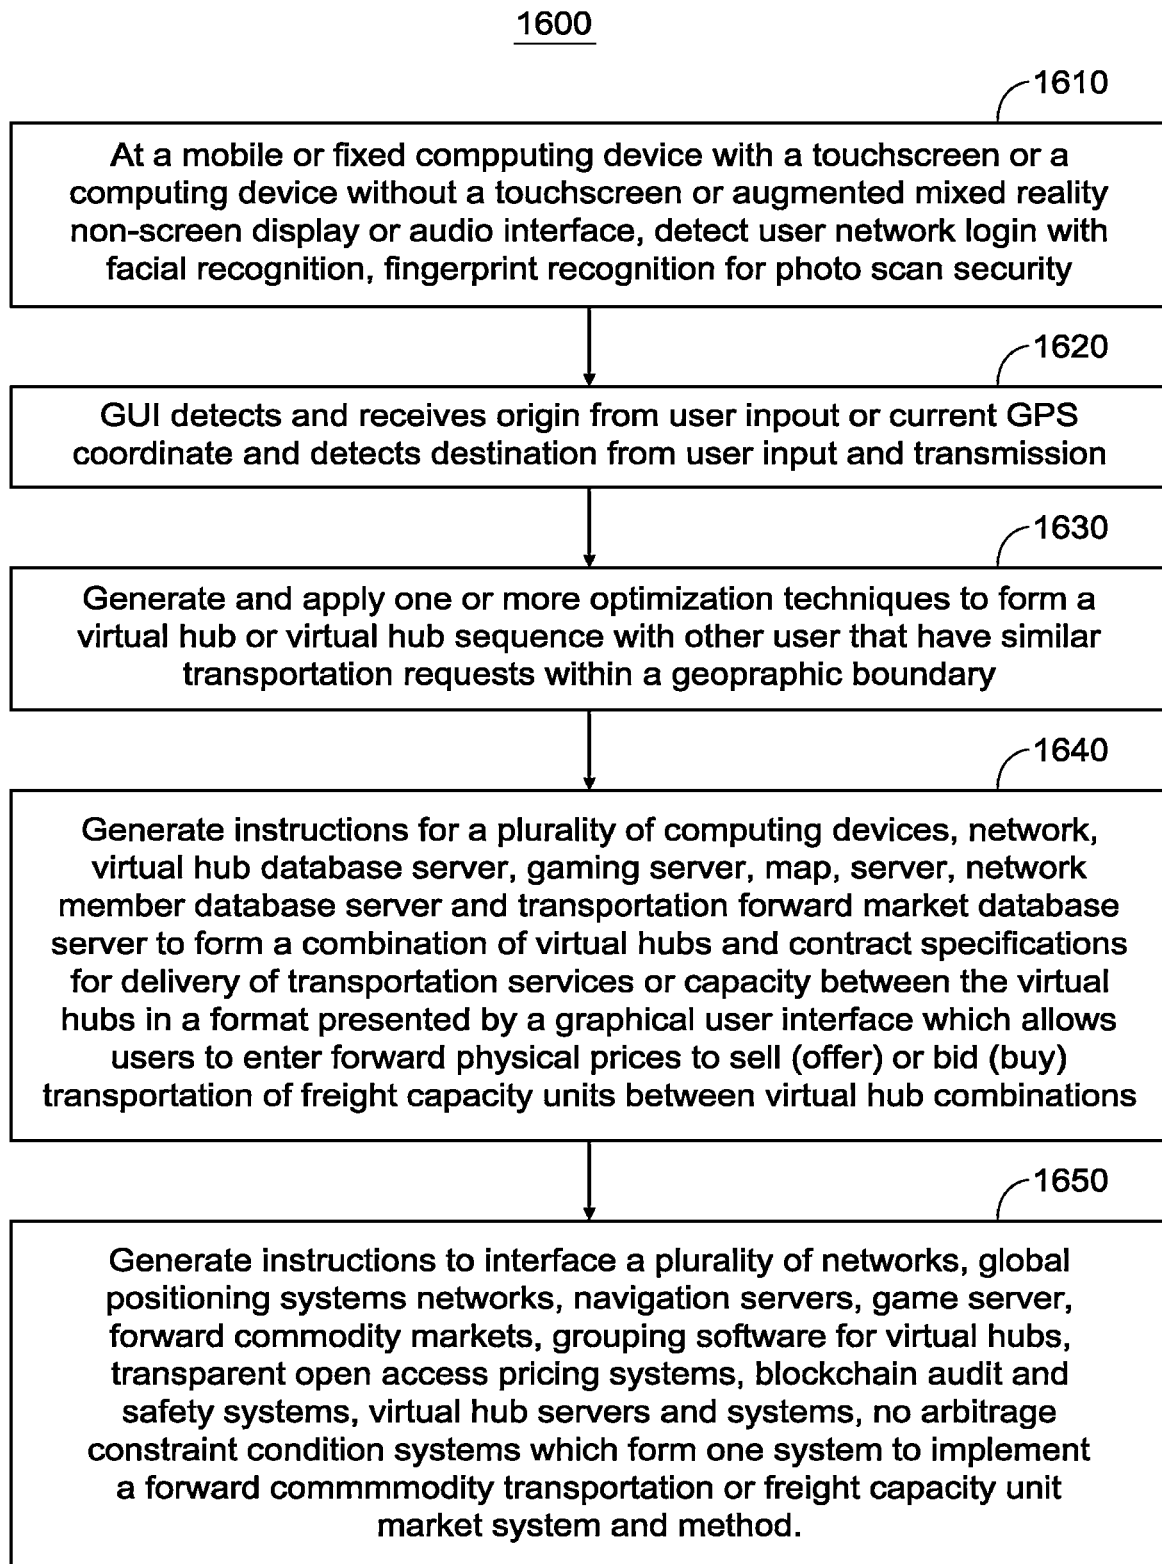 1600
1610
At a mobile or fixed compputing device with a touchscreen or a
computing device without a touchscreen or augmented mixed reality
non-screen display or audio interface, detect user network login with
facial recognition, fingerprint recognition for photo scan security
1620
GUI detects and receives origin from user inpout or current GPS
coordinate and detects destination from user input and transmission
1630
Generate and apply one or more optimization techniques to form a
virtual hub or virtual hub sequence with other user that have similar
transportation requests within a geopraphic boundary
1640
Generate instructions for a plurality of computing devices, network,
virtual hub database server, gaming server, map, server, network
member database server and transportation forward market database
server to form a combination of virtual hubs and contract specifications
for delivery of transportation services or capacity between the virtual
hubs in a format presented by a graphical user interface which allows
users to enter forward physical prices to sell (offer) or bid (buy)
transportation of freight capacity units between virtual hub combinations
1650
Generate instructions to interface a plurality of networks, global
positioning systems networks, navigation servers, game server,
forward commodity markets, grouping software for virtual hubs,
transparent open access pricing systems, blockchain audit and
safety systems, virtual hub servers and systems, no arbitrage
constraint condition systems which form one system to implement
a forward commmmodity transportation or freight capacity unit
market system and method.